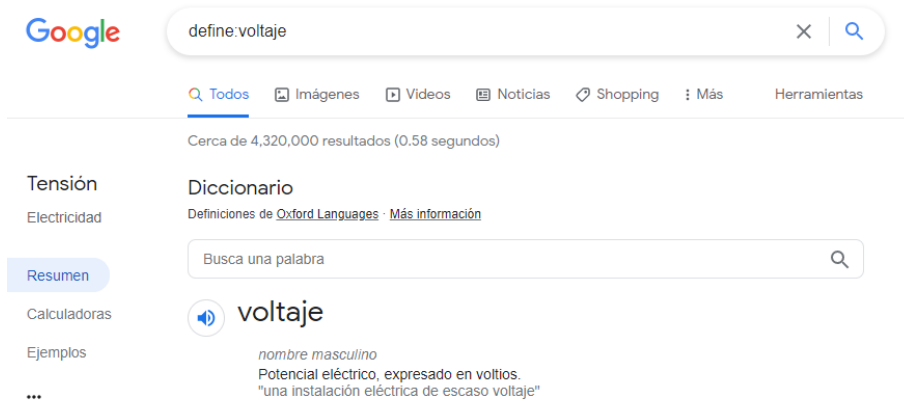 Google
define:voltaje
Todos Imágenes Videos Noticias Shopping Más Herramientas
Cerca de 4,320,000 resultados (0.58 segundos)
Tensión
Electricidad
Resumen
Calculadoras
Ejemplos
...
Diccionario
Definiciones de Oxford Languages · Más información
Busca una palabra
voltaje
nombre masculino
Potencial eléctrico, expresado en voltios.
"una instalación eléctrica de escaso voltaje"